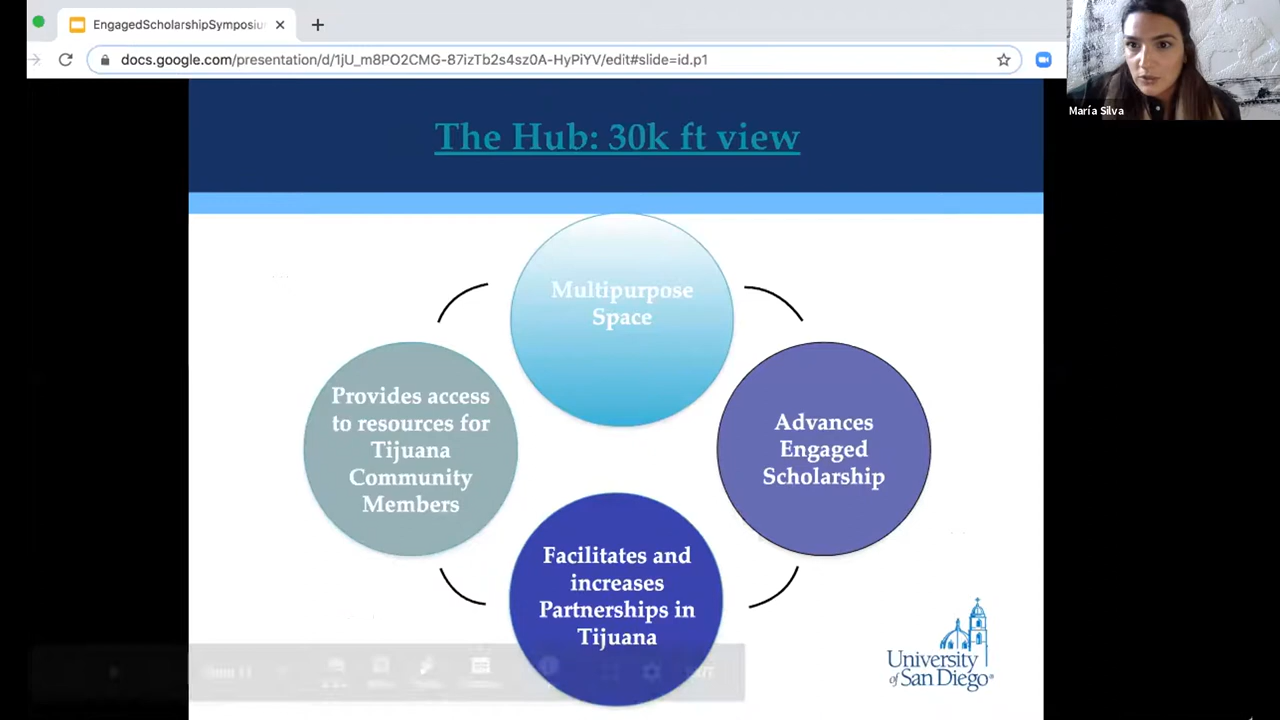 EngagedScholarshipSymposiu
docs.google.com/presentation/d/1jU_m8PO2CMG-87izTb2s4sz0A-HyPiYV/edit#slide=id.p1
María Silva
The Hub: 30k ft view
Multipurpose
Space
Provides access
to resources for
Tijuana
Community
Members
Advances
Engaged
Scholarship
Facilitates and
increases
Partnerships in
Tijuana
University
of San Diego®